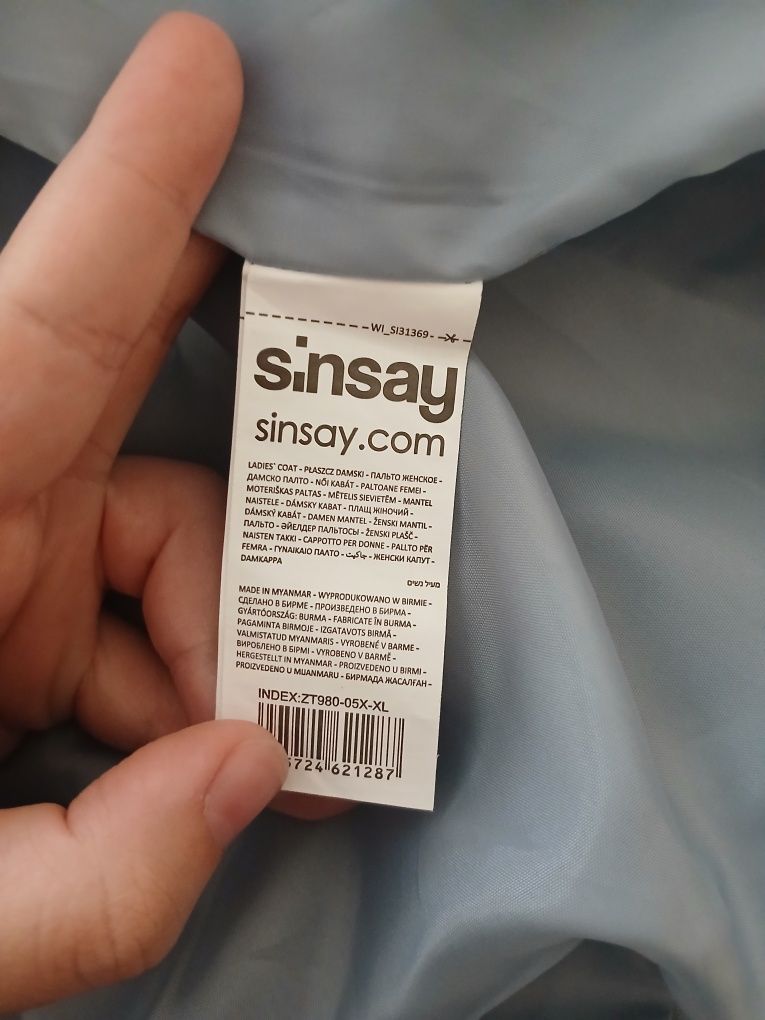 WI_SI31369
sinsay
sinsay.com
LADIES' COAT - PŁASZCZ DAMSKI - ПАЛЬТО ЖЕНСКОЕ -
ДАМСКО ПАЛТО - NŐI KABÁT - PALTOANE FEMEI -
MOTERIŠKAS PALTAS - MĒTELIS SIEVIETĒM - MANTEL
NAISTELE - DÁMSKY KABAT - ПЛАЩ ЖІНОЧИЙ -
DÁMSKÝ KABÁT - DAMEN MANTEL - ŽENSKI MANTIL -
ПАЛЬТО - ӘЙЕЛДЕР ПАЛЬТОСЫ - ŽENSKI PLAŠČ -
NAISTEN TAKKI - CAPPOTTO PER DONNE - PALLTO PËR
FEMRA - ΓΥΝΑΙΚΑΙΟ ΠΑΛΤΟ - جاكيت - ЖЕНСКИ КАПУТ -
DAMKAPPA
מעיל נשים
MADE IN MYANMAR - WYPRODUKOWANO W BIRMIE -
СДЕЛАНО В БИРМЕ - ПРОИЗВЕДЕНО В БИРМА -
GYÁRTÓORSZÁG: BURMA - FABRICATE ÎN BURMA -
PAGAMINTA BIRMOJE - IZGATAVOTS BIRMĀ -
VALMISTATUD MYANMARIS - VYROBENÉ V BARME -
ВИРОБЛЕНО В БІРМІ - VYROBENO V BARMĚ -
HERGESTELLT IN MYANMAR - PROIZVEDENO U BIRMI -
PROIZVEDENO U MIJANMARU - БИРМАДА ЖАСАЛҒАН -
INDEX:ZT980-05X-XL
5724 621287